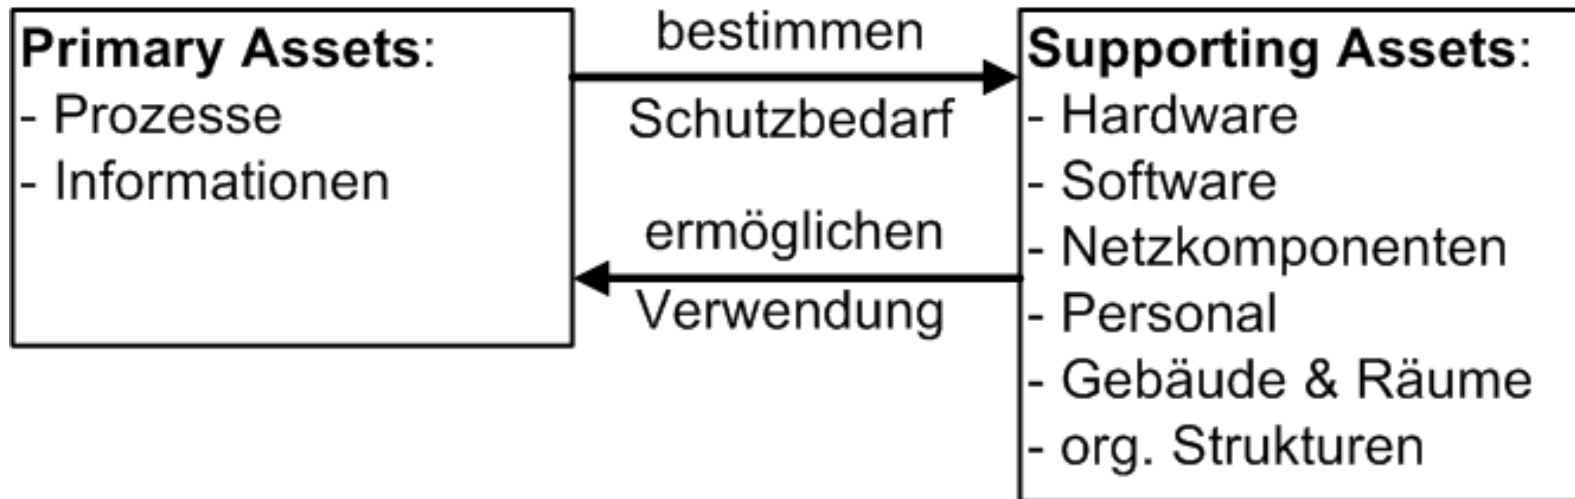 Primary Assets:
- Prozesse
- Informationen
bestimmen
Schutzbedarf
ermöglichen
Verwendung
Supporting Assets:
- Hardware
- Software
- Netzkomponenten
- Personal
- Gebäude & Räume
- org. Strukturen